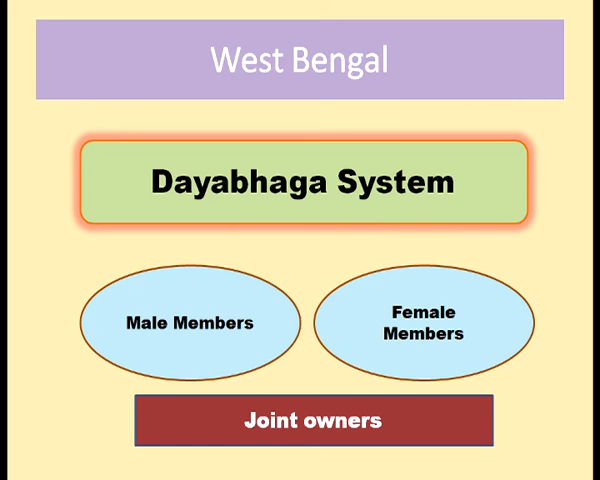 West Bengal
Dayabhaga System
Male Members
Female
Members
Joint owners